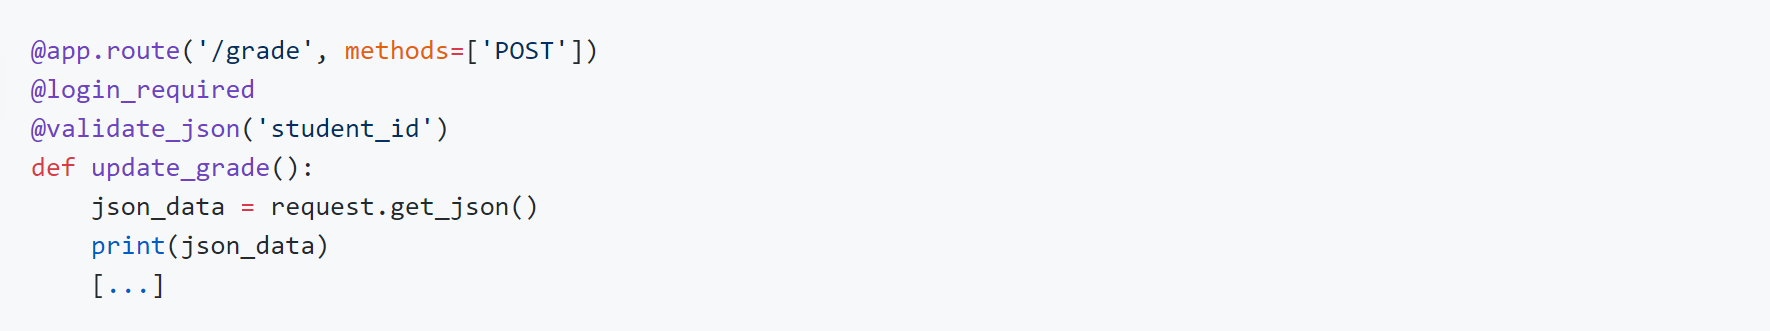 @app.route('/grade', methods=['POST'])
@login_required
@validate_json('student_id')
def update_grade():
    json_data = request.get_json()
    print(json_data)
    [...]